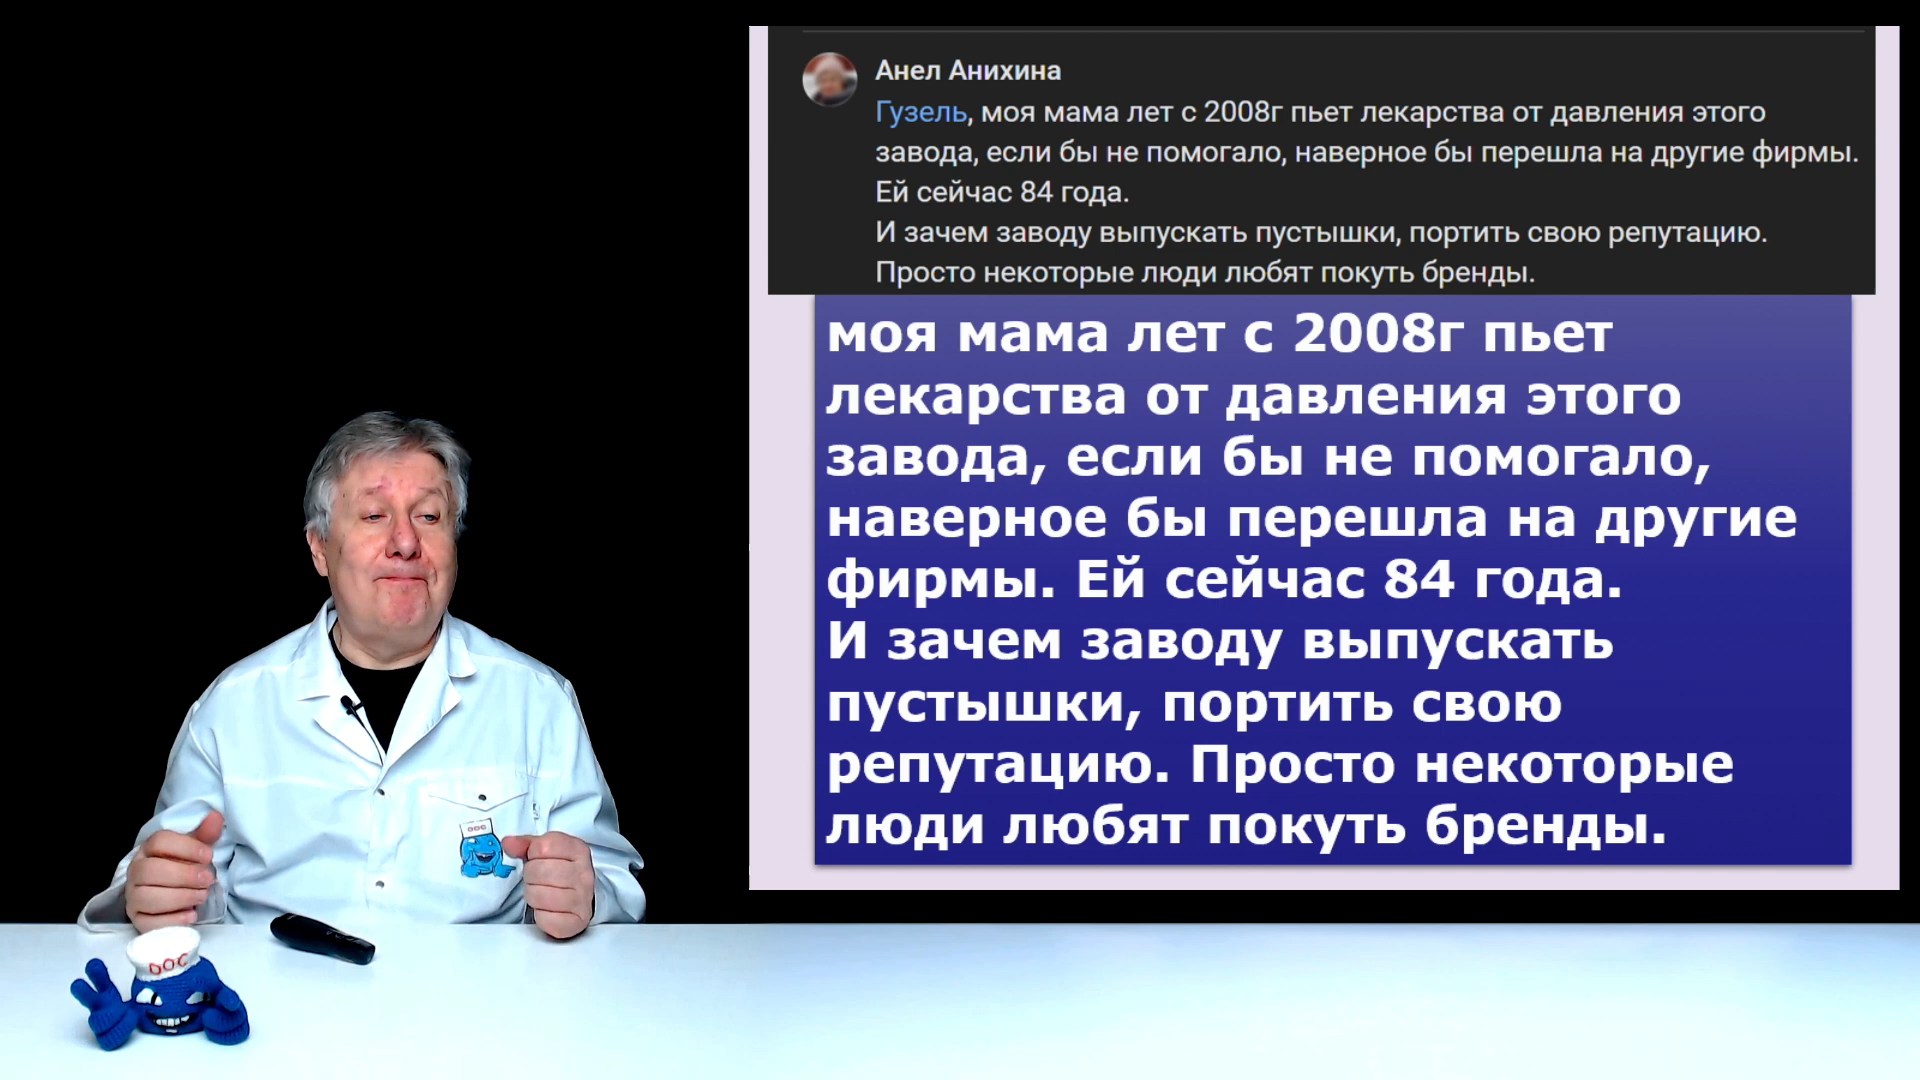 Анел Анихина
Гузель, моя мама лет с 2008г пьет лекарства от давления этого
завода, если бы не помогало, наверное бы перешла на другие фирмы.
Ей сейчас 84 года.
И зачем заводу выпускать пустышки, портить свою репутацию.
Просто некоторые люди любят покуть бренды.
моя мама лет с 2008г пьет
лекарства от давления этого
завода, если бы не помогало,
наверное бы перешла на другие
фирмы. Ей сейчас 84 года.
И зачем заводу выпускать
пустышки, портить свою
репутацию. Просто некоторые
люди любят покуть бренды.
DOC
DOC